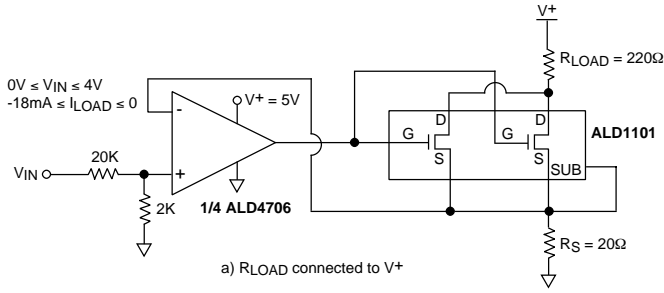 V+
RLOAD = 220Ω
0V ≤ VIN ≤ 4V
-18mA ≤ ILOAD ≤ 0
-
V+ = 5V
D
D
ALD1101
G
G
S
S
20K
VIN
+
SUB
2K
1/4 ALD4706
RS = 20Ω
a) RLOAD connected to V+